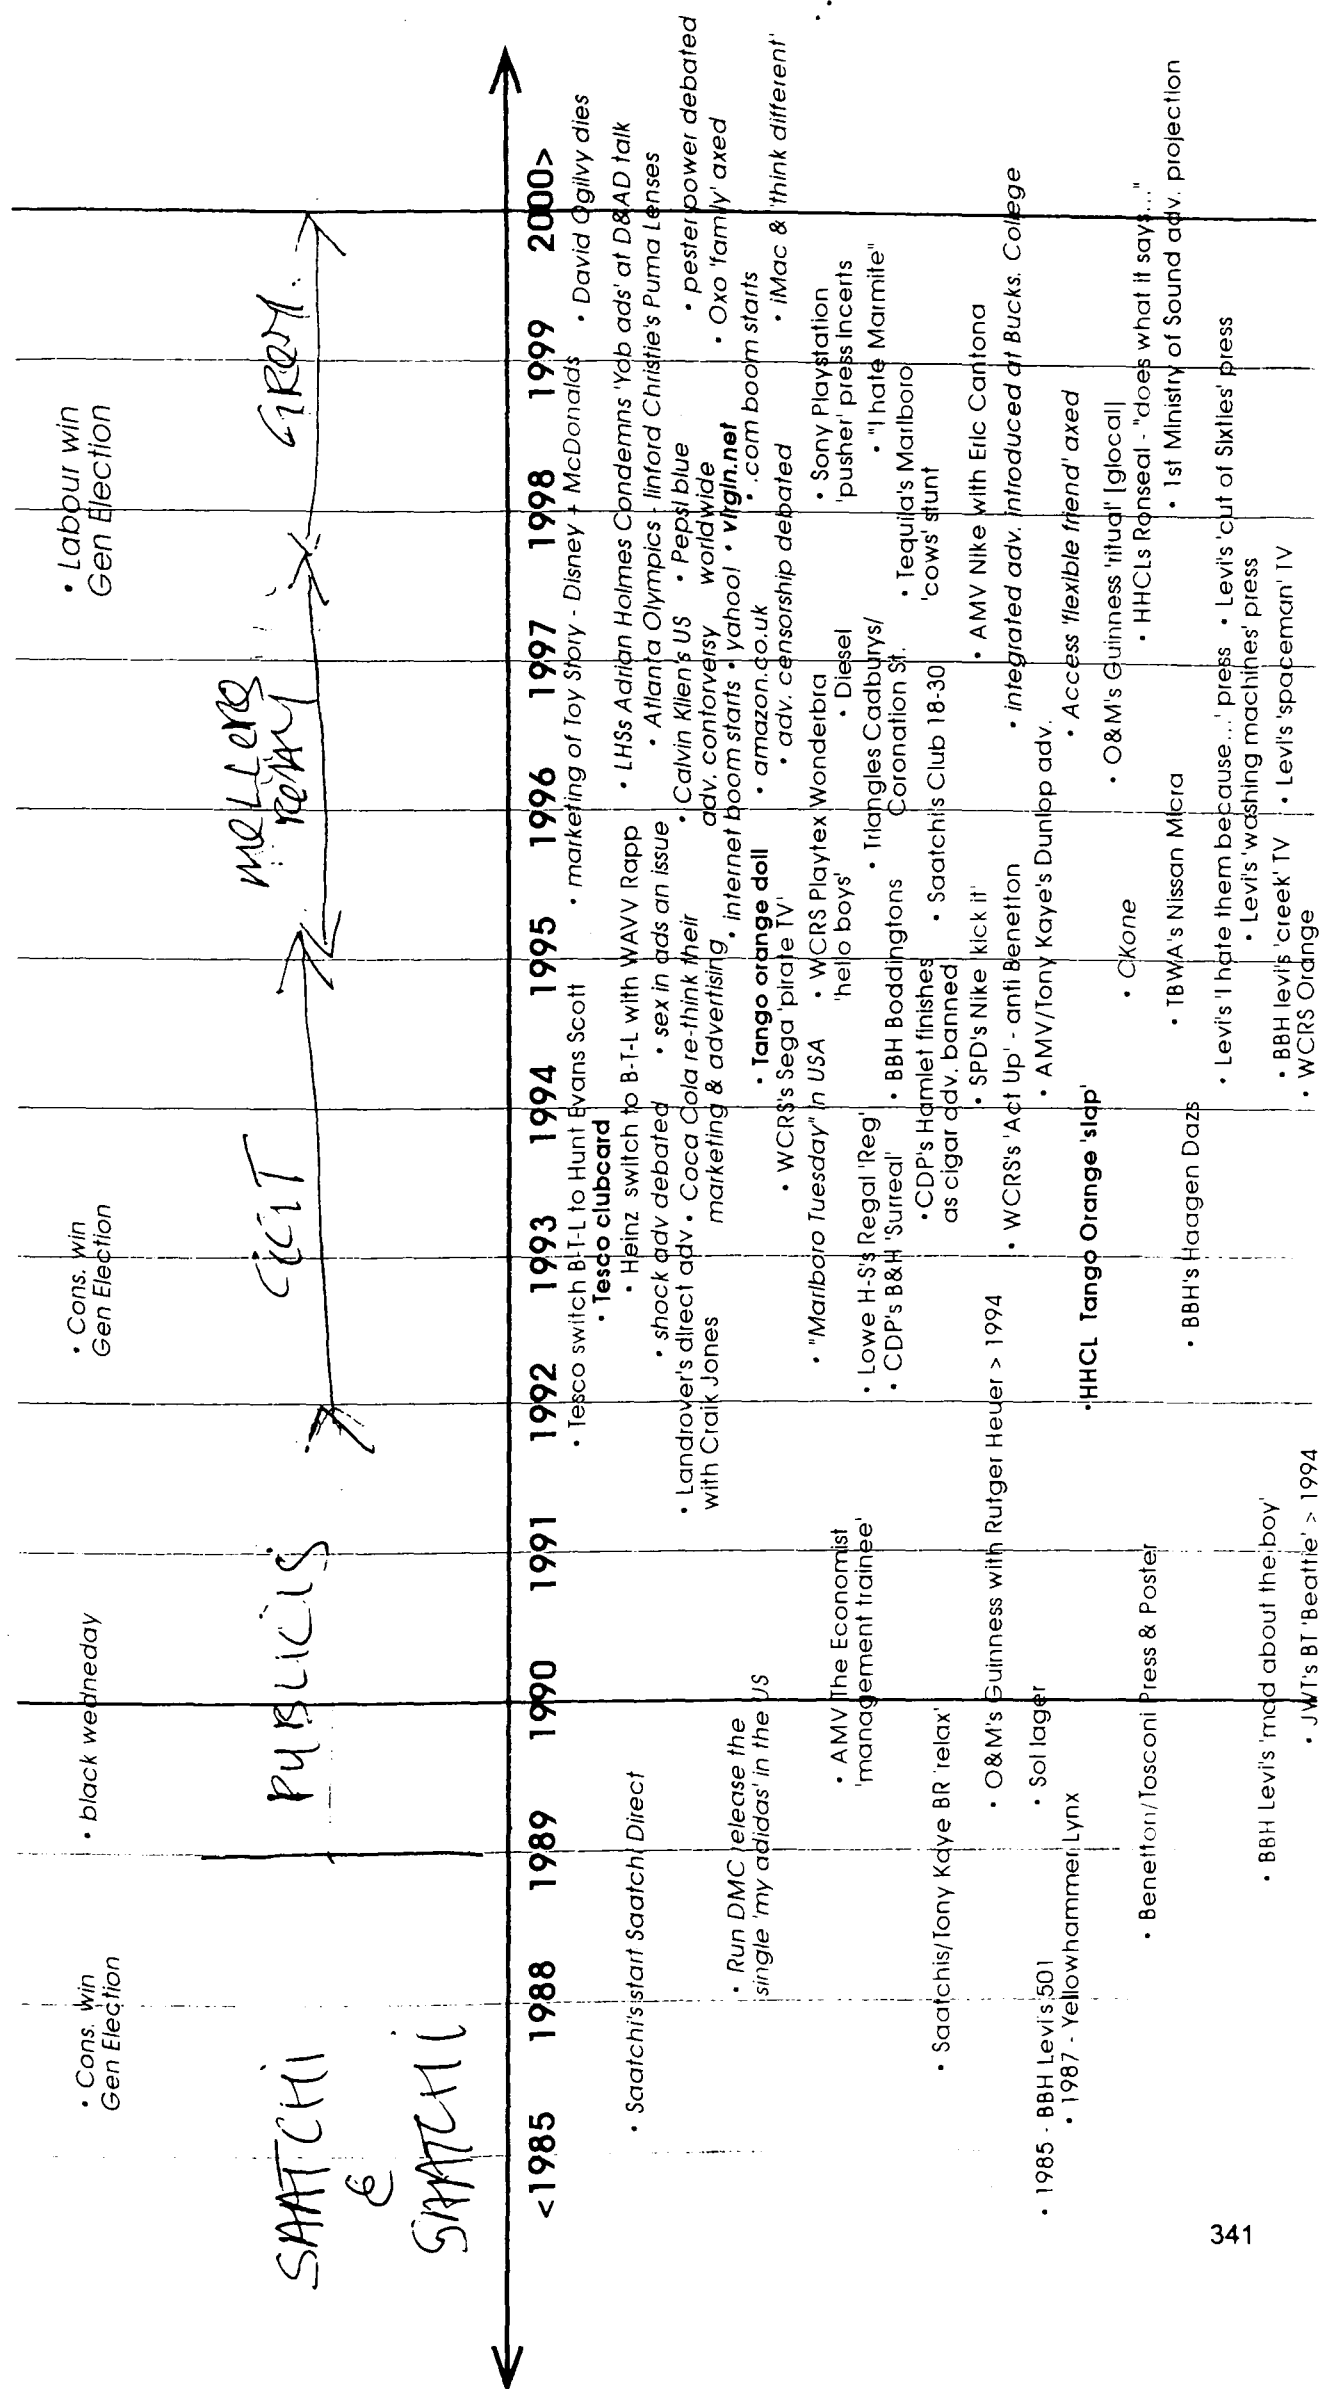 • Cons. win
Gen Election
• black wedneday
• Cons. win
Gen Election
• Labour win
Gen Election
SAATCHI
&
SAATCHI
PUBLICIS
<1985 1988 1989 1990 1991 1992 1993 1994 1995 1996 1997 1998 1999 2000>
• Tesco switch B-T-L to Hunt Evans Scott
• marketing of Toy Story - Disney + McDonalds
• David Ogilvy dies
• Tesco clubcard
• Saatchi's start Saatchi Direct
• Heinz switch to B-T-L with WAVV Rapp
• LHSs Adrian Holmes Condemns 'Yob ads' at D&AD talk
• shock adv debated
• sex in ads an issue
• Atlanta Olympics - linford Christie's Puma Lenses
• Landrover's direct adv
with Craik Jones
• Coca Cola re-think their
marketing & advertising
• Calvin Klien's US
adv. contorversy
• Pepsi blue
worldwide
• pester power debated
• Oxo 'family' axed
• internet boom starts
• yahoo!
• virgin.net
• .com boom starts
• Run DMC release the
single 'my adidas' in the US
• Tango orange doll
• amazon.co.uk
• adv. censorship debated
• iMac & 'think different'
• WCRS's Sega 'pirate TV'
• "Marlboro Tuesday" in USA
• WCRS Playtex Wonderbra
'hello boys'
• Diesel
• Sony Playstation
'pusher' press incerts
• AMV The Economist
'management trainee'
• Lowe H-S's Regal 'Reg'
• Triangles Cadburys/
Coronation St.
• "I hate Marmite"
• CDP's B&H 'Surreal'
• BBH Boddingtons
• Tequila's Marlboro
'cows' stunt
• CDP's Hamlet finishes
as cigar adv. banned
• Saatchis Club 18-30
• Saatchis/Tony Kaye BR 'relax'
• SPD's Nike 'kick it'
• AMV Nike with Eric Cantona
• O&M's Guinness with Rutger Heuer > 1994
• WCRS's 'Act Up' - anti Benetton
• integrated adv. introduced at Bucks. College
• 1985 - BBH Levi's 501
• Sol lager
• AMV/Tony Kaye's Dunlop adv.
• 1987 - Yellowhammer Lynx
• Access 'flexible friend' axed
•HHCL Tango Orange 'slap'
• O&M's Guinness 'ritual' [glocal]
• CKone
• HHCLs Ronseal - "does what it says..."
• Benetton/Tosconi Press & Poster
• TBWA's Nissan Micra
• 1st Ministry of Sound adv. projection
• BBH's Haagen Dazs
• Levi's 'I hate them because...' press
• Levi's 'cut of Sixties' press
• Levi's 'washing machines' press
• BBH Levi's 'mad about the boy'
• BBH levi's 'creek' TV
• Levi's 'spaceman' TV
• JWT's BT 'Beattie' > 1994
• WCRS Orange
341